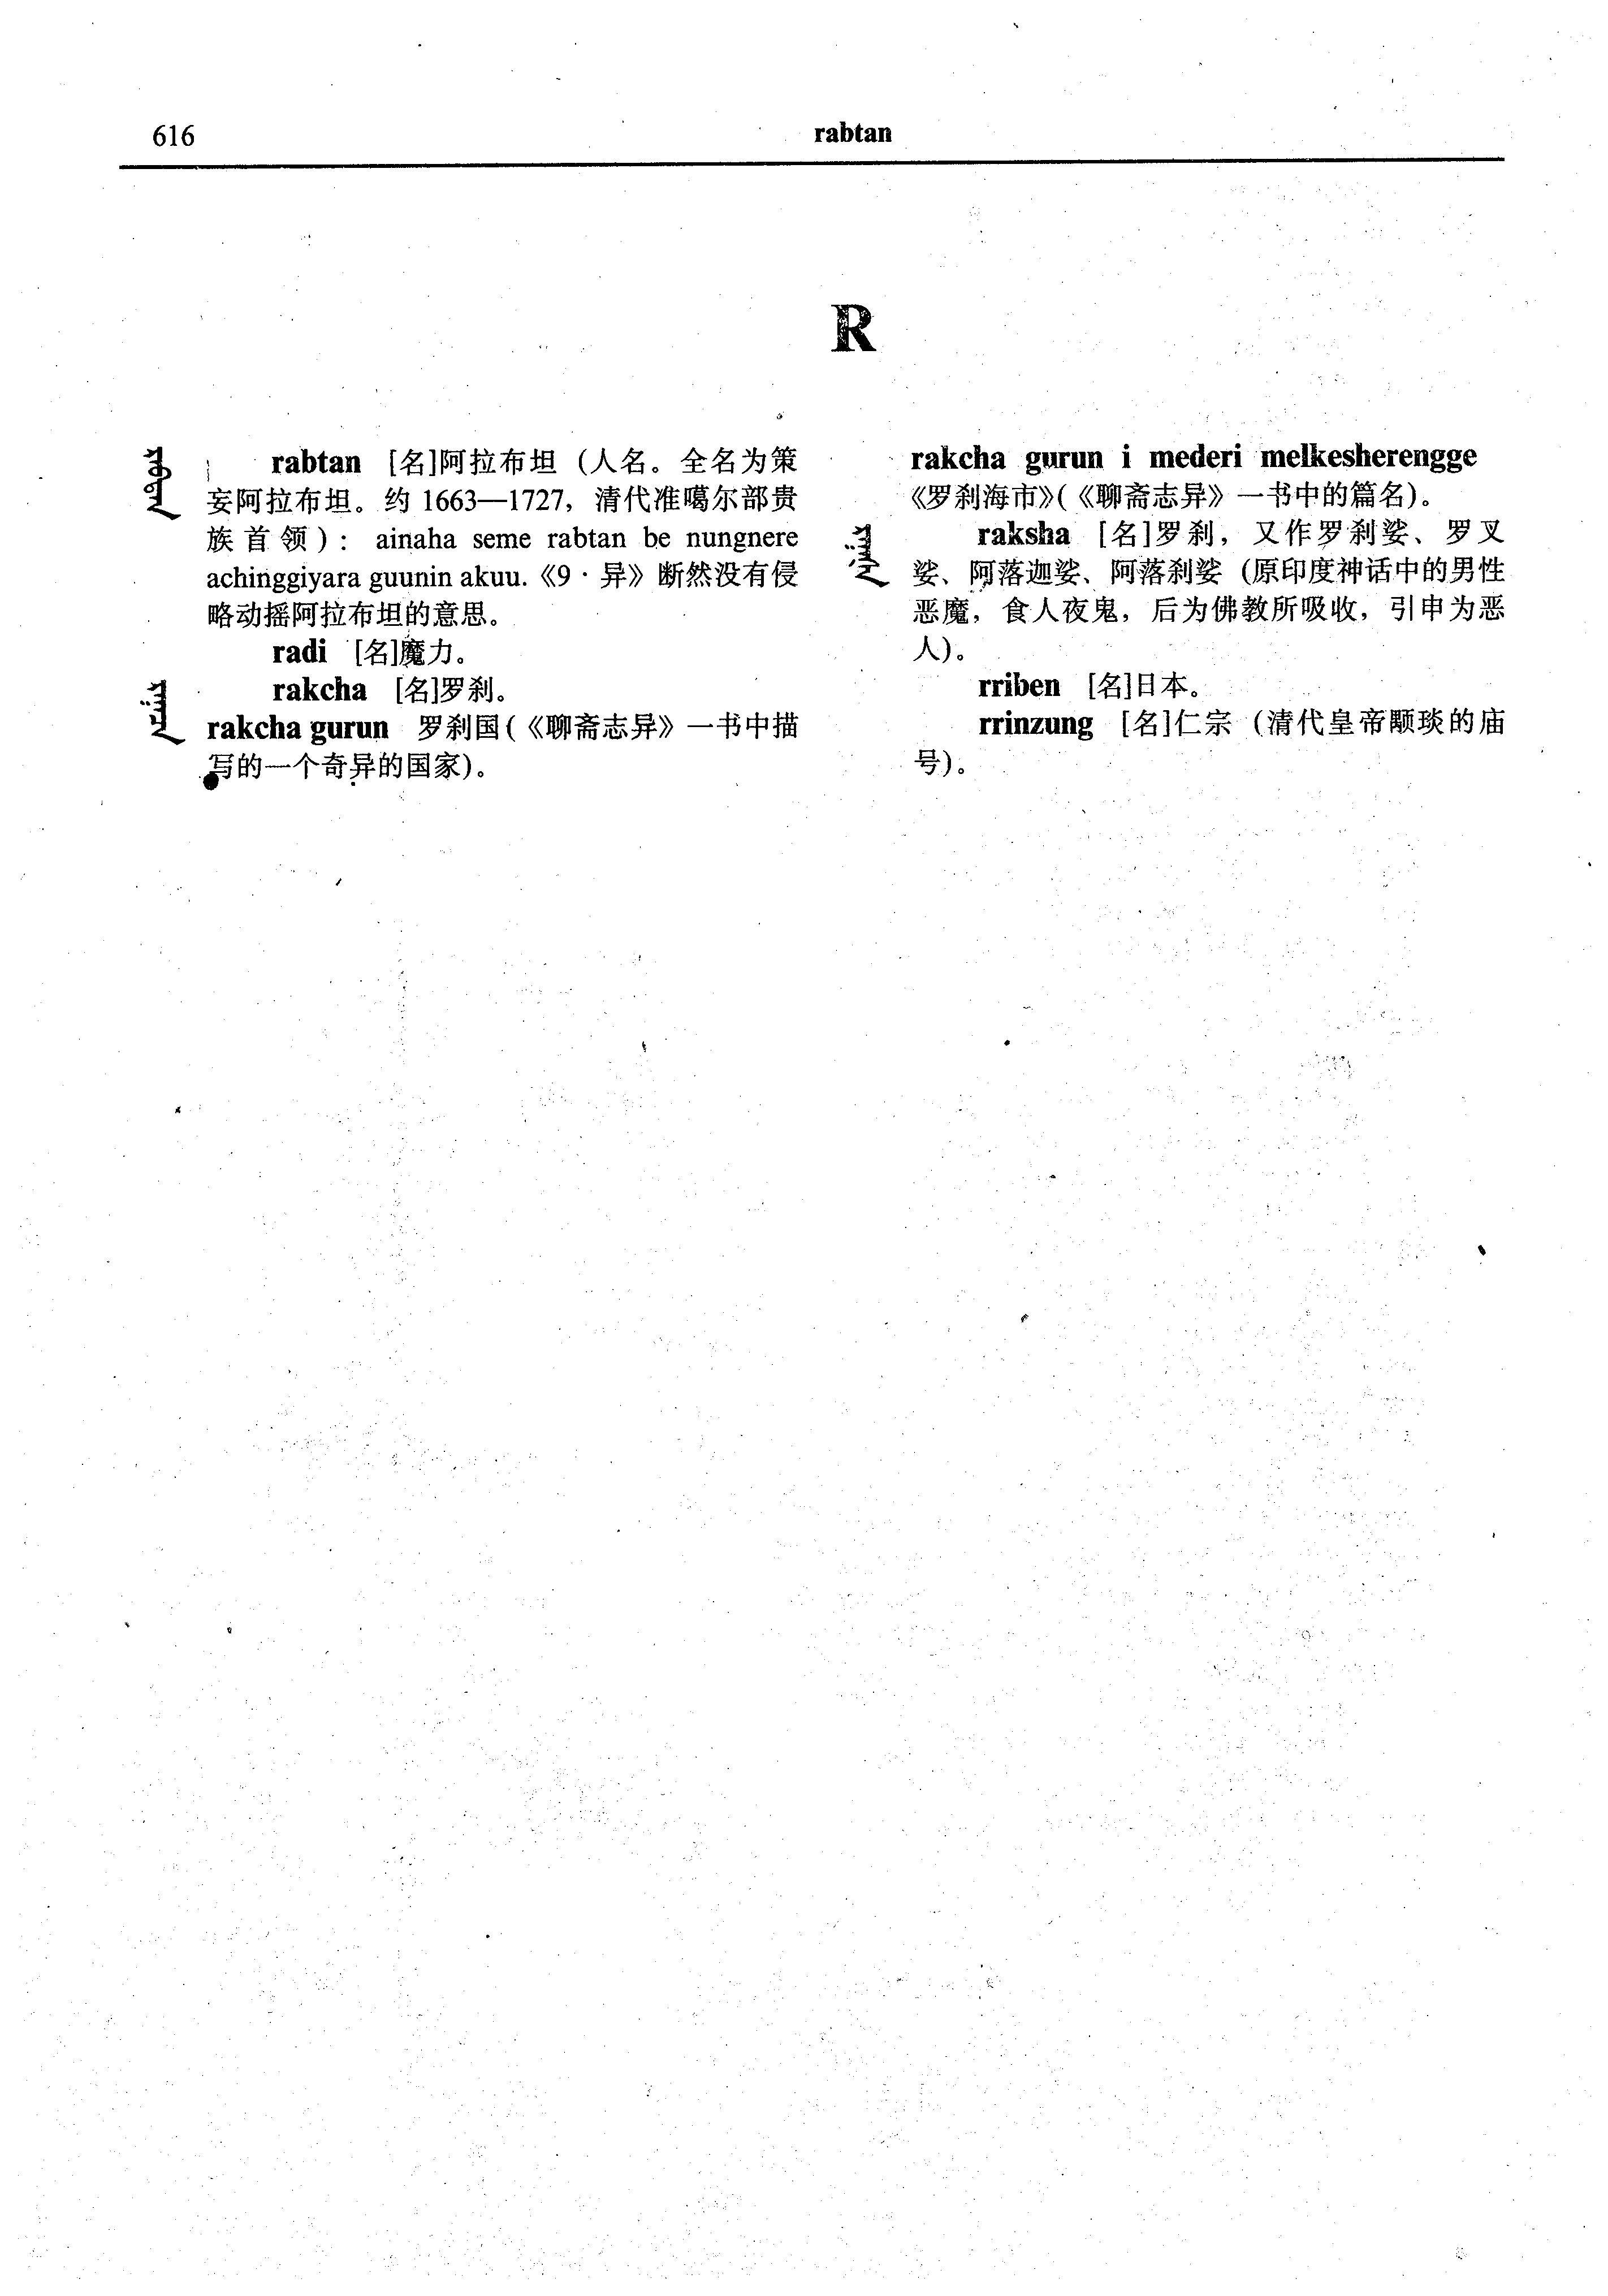 616
rabtan
R
rabtan [名]阿拉布坦 (人名。全名为策
妄阿拉布坦。约 1663—1727, 清代准噶尔部贵
族首领): ainaha seme rabtan be nungnere
achinggiyara guunin akuu.《9·异》断然没有侵
略动摇阿拉布坦的意思。
radi [名]魔力。
rakcha [名]罗刹。
rakcha gurun 罗刹国(《聊斋志异》一书中描
写的一个奇异的国家)。
rakcha gurun i mederi melkesherengge
《罗刹海市》(《聊斋志异》一书中的篇名)。
raksha [名]罗刹, 又作罗刹娑、罗叉
娑、阿落迦娑、阿落刹娑 (原印度神话中的男性
恶魔, 食人夜鬼, 后为佛教所吸收, 引申为恶
人)。
rriben [名]日本。
rrinzung [名]仁宗 (清代皇帝颙琰的庙
号)。